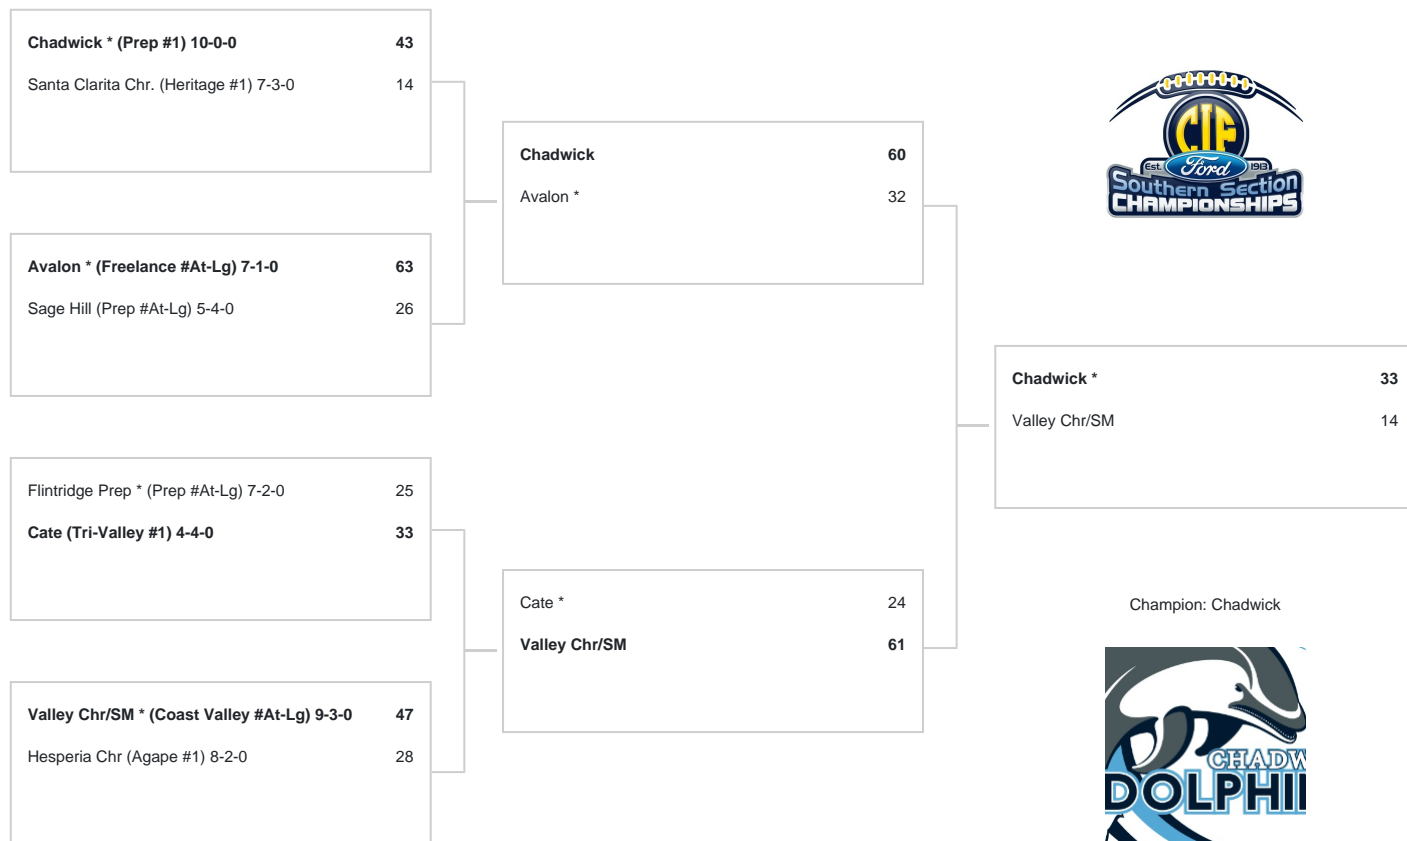 Chadwick * (Prep #1) 10-0-0 43
Santa Clarita Chr. (Heritage #1) 7-3-0 14
Avalon * (Freelance #At-Lg) 7-1-0 63
Sage Hill (Prep #At-Lg) 5-4-0 26
Flintridge Prep * (Prep #At-Lg) 7-2-0 25
Cate (Tri-Valley #1) 4-4-0 33
Valley Chr/SM * (Coast Valley #At-Lg) 9-3-0 47
Hesperia Chr (Agape #1) 8-2-0 28
Chadwick 60
Avalon * 32
Cate * 24
Valley Chr/SM 61
CIF
Est. Ford 1913
Southern Section
CHAMPIONSHIPS
Chadwick * 33
Valley Chr/SM 14
Champion: Chadwick
CHADW
DOLPHI